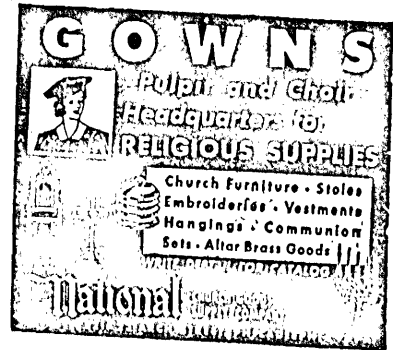 GOWNS
Pulpit and Choir
Headquarters for
RELIGIOUS SUPPLIES
Church Furniture • Stoles
Embroideries • Vestments
Hangings • Communion
Sets • Altar Brass Goods
CATALOG
National